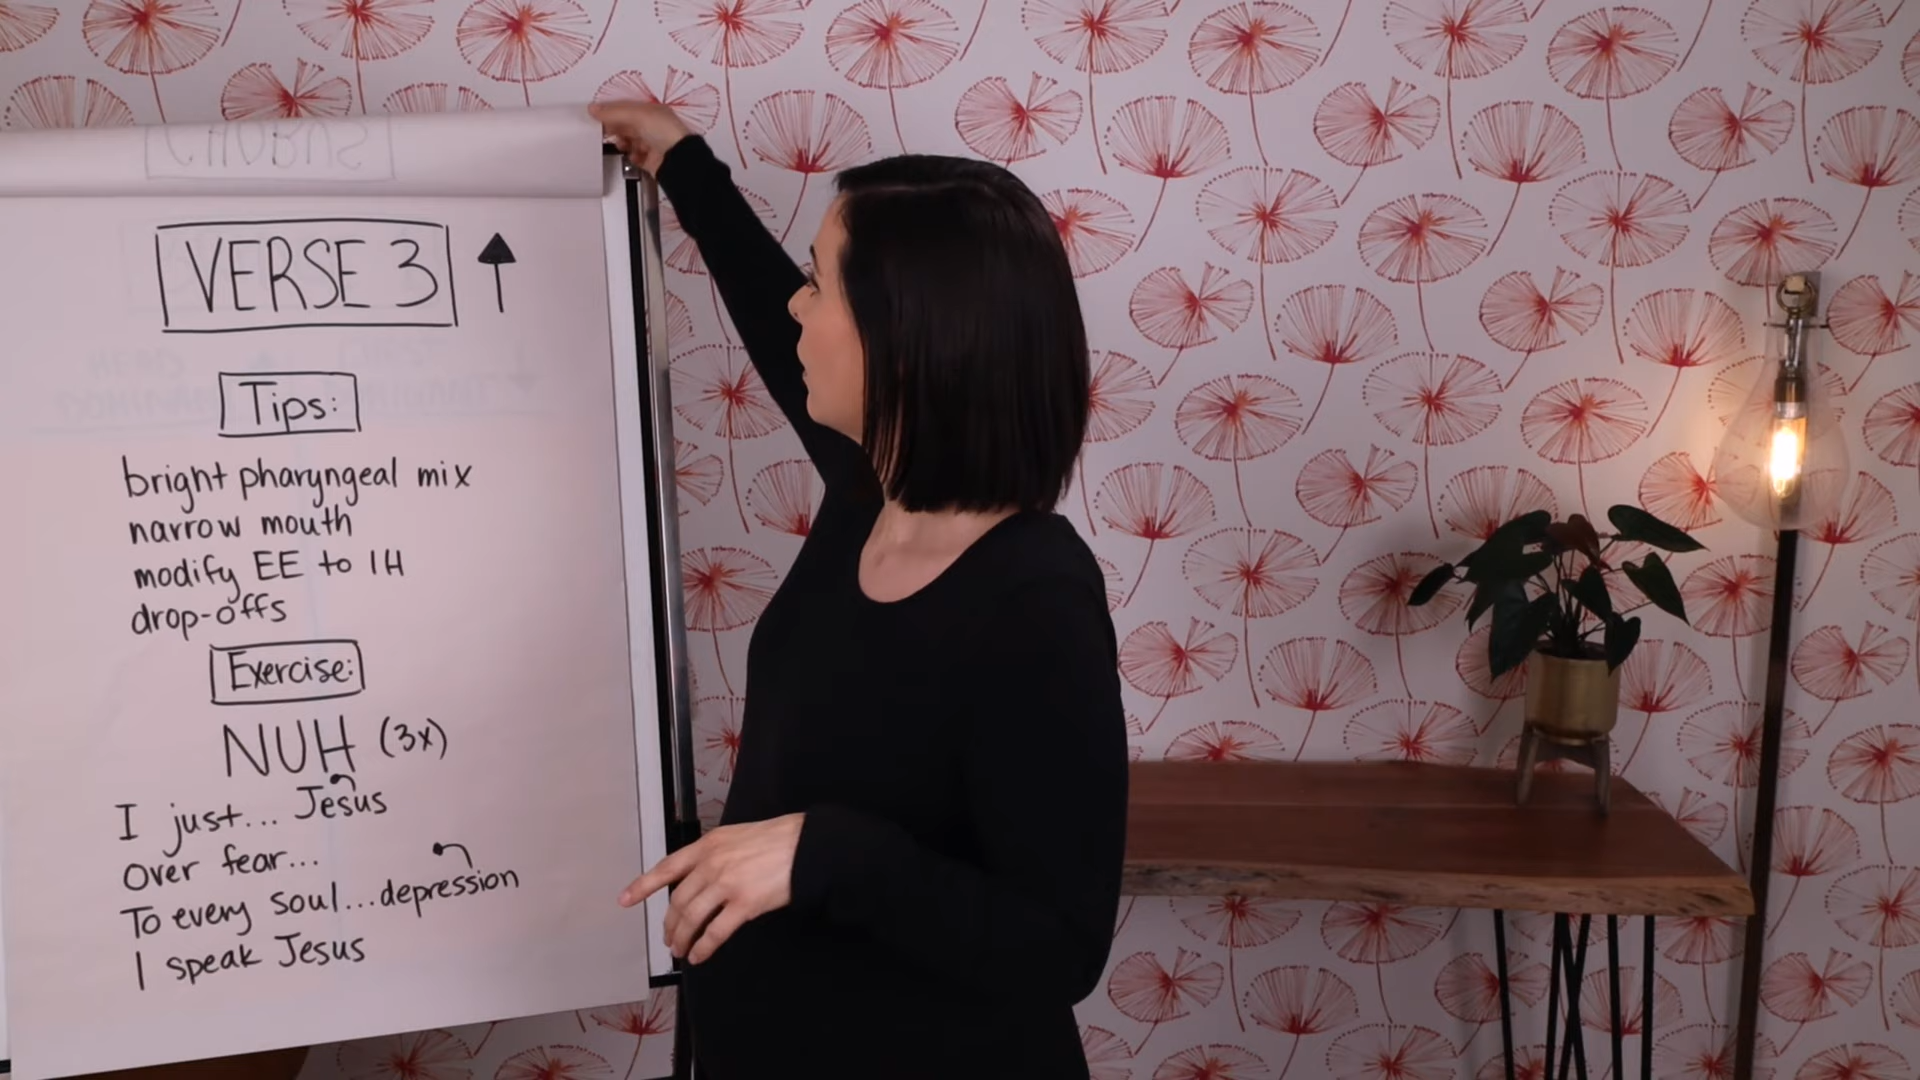 CHORUS
VERSE 3
Tips:
bright pharyngeal mix
narrow mouth
modify EE to IH
drop-offs
Exercise:
NUH (3x)
I just... Jesus
Over fear...
To every soul...depression
I speak Jesus